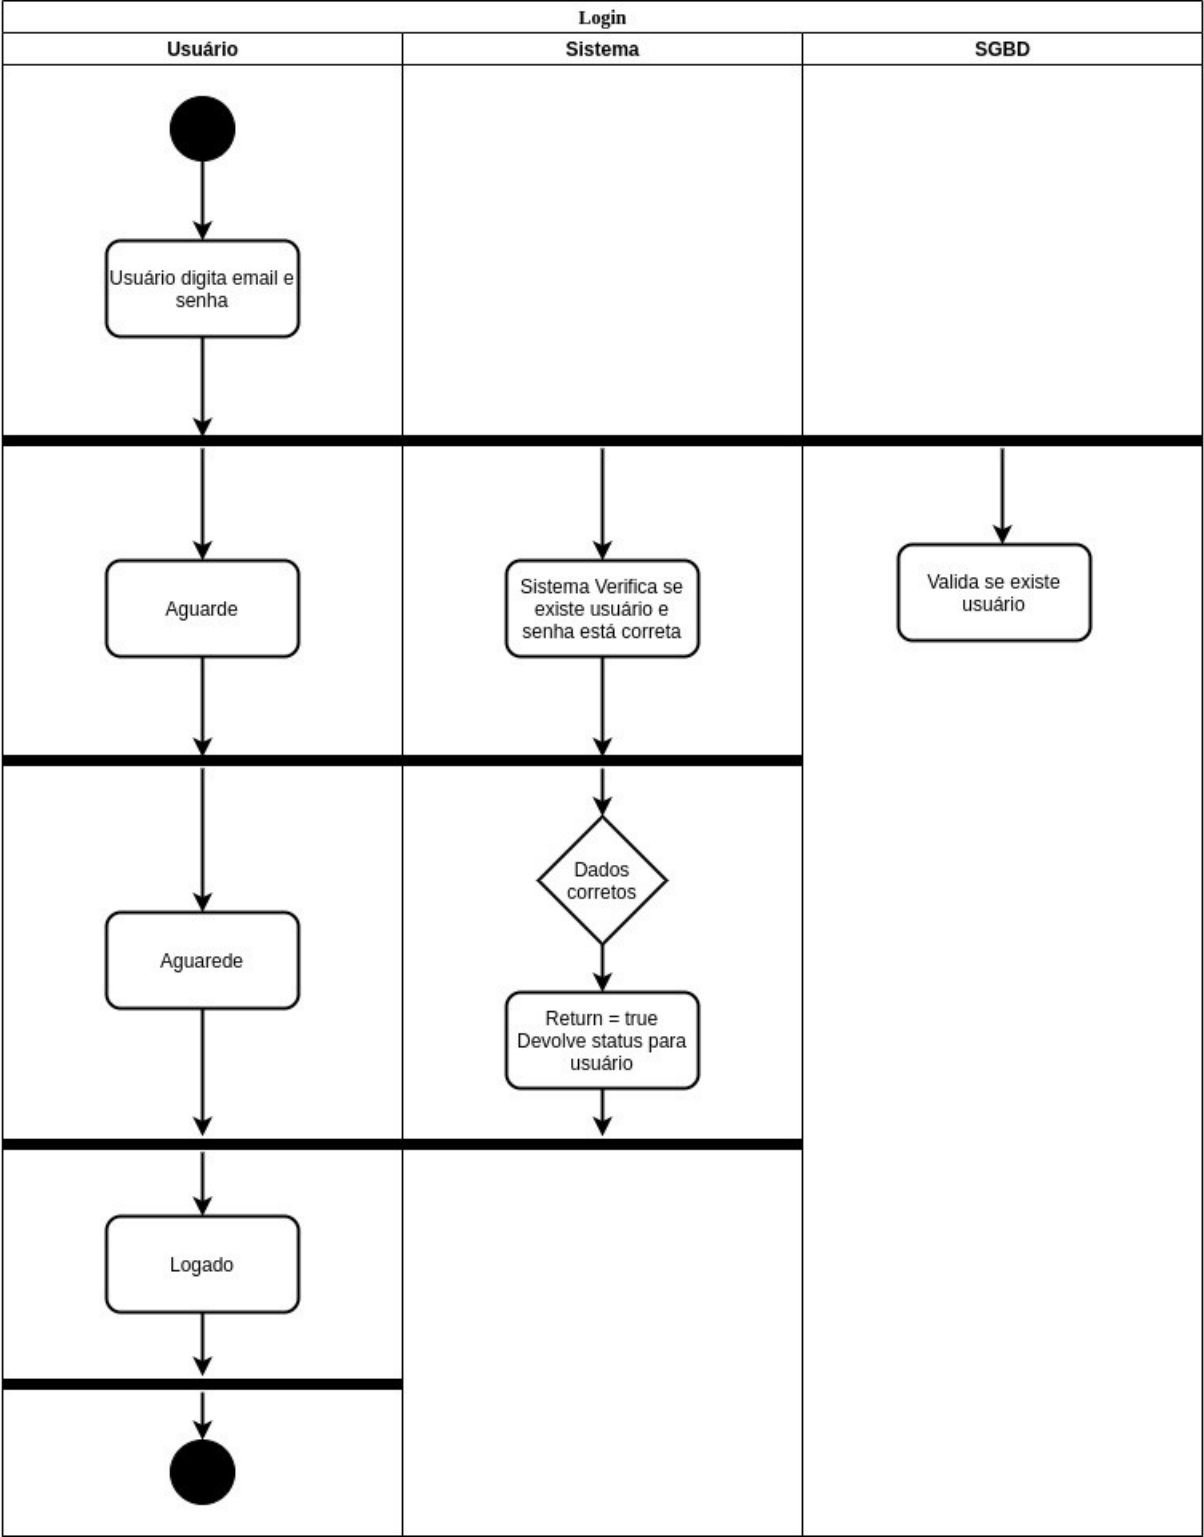 Login
Usuário
Sistema
SGBD
Usuário digita email e
senha
Aguarde
Sistema Verifica se
existe usuário e
senha está correta
Valida se existe
usuário
Dados
corretos
Aguarede
Return = true
Devolve status para
usuário
Logado